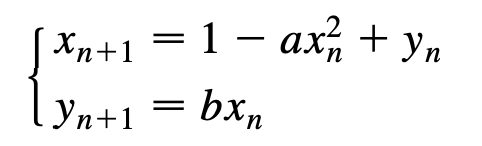 x_{n+1} = 1 − ax_n^2 + y_n
y_{n+1} = bx_n